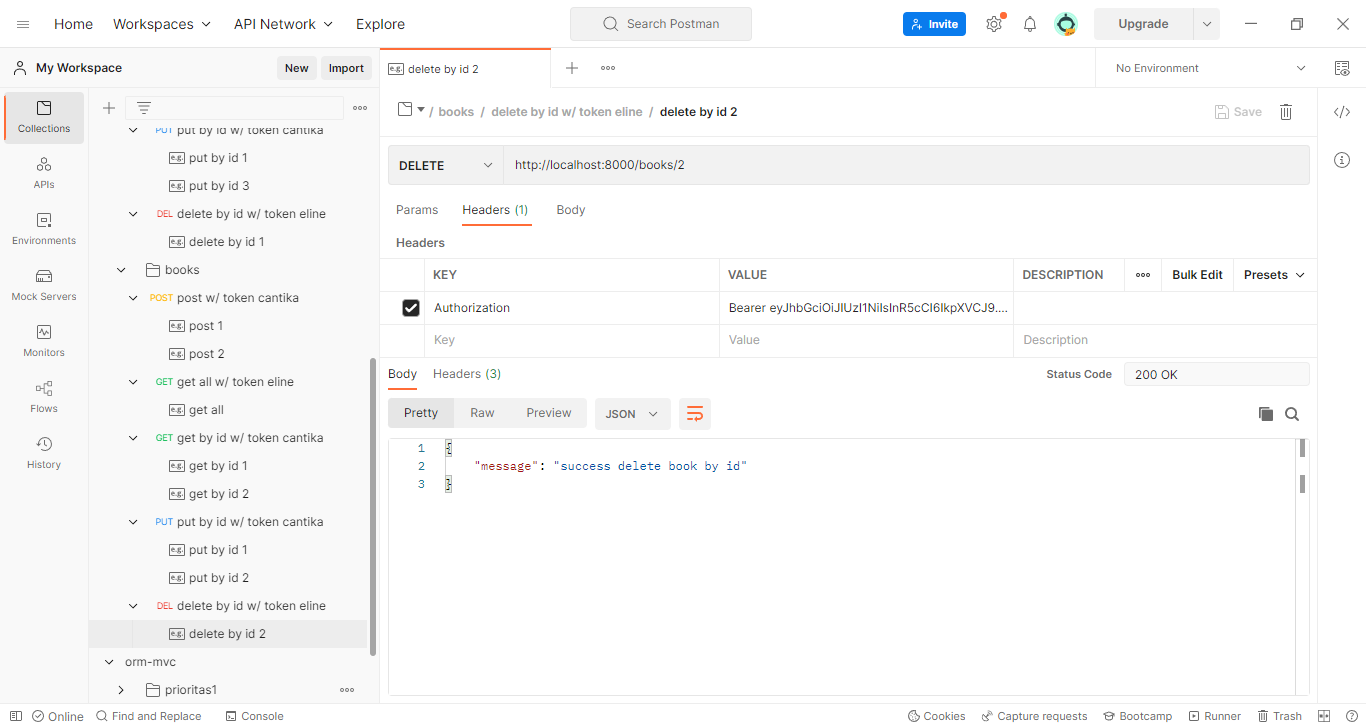 Home Workspaces API Network Explore Search Postman Invite Upgrade
My Workspace New Import delete by id 2 No Environment
Collections
APIs
Environments
Mock Servers
Monitors
Flows
History
PUT put by id w/ token cantika
e.g. put by id 1
e.g. put by id 3
DEL delete by id w/ token eline
e.g. delete by id 1
books
POST post w/ token cantika
e.g. post 1
e.g. post 2
GET get all w/ token eline
e.g. get all
GET get by id w/ token cantika
e.g. get by id 1
e.g. get by id 2
PUT put by id w/ token cantika
e.g. put by id 1
e.g. put by id 2
DEL delete by id w/ token eline
e.g. delete by id 2
orm-mvc
prioritas1
/ books / delete by id w/ token eline / delete by id 2 Save
DELETE http://localhost:8000/books/2
Params Headers (1) Body
Headers
KEY VALUE DESCRIPTION Bulk Edit Presets
Authorization Bearer eyJhbGciOiJIUzI1NiIsInR5cCI6IkpXVCJ9....
Key Value Description
Body Headers (3) Status Code 200 OK
Pretty Raw Preview JSON
1 {
2 "message": "success delete book by id"
3 }
Online Find and Replace Console Cookies Capture requests Bootcamp Runner Trash